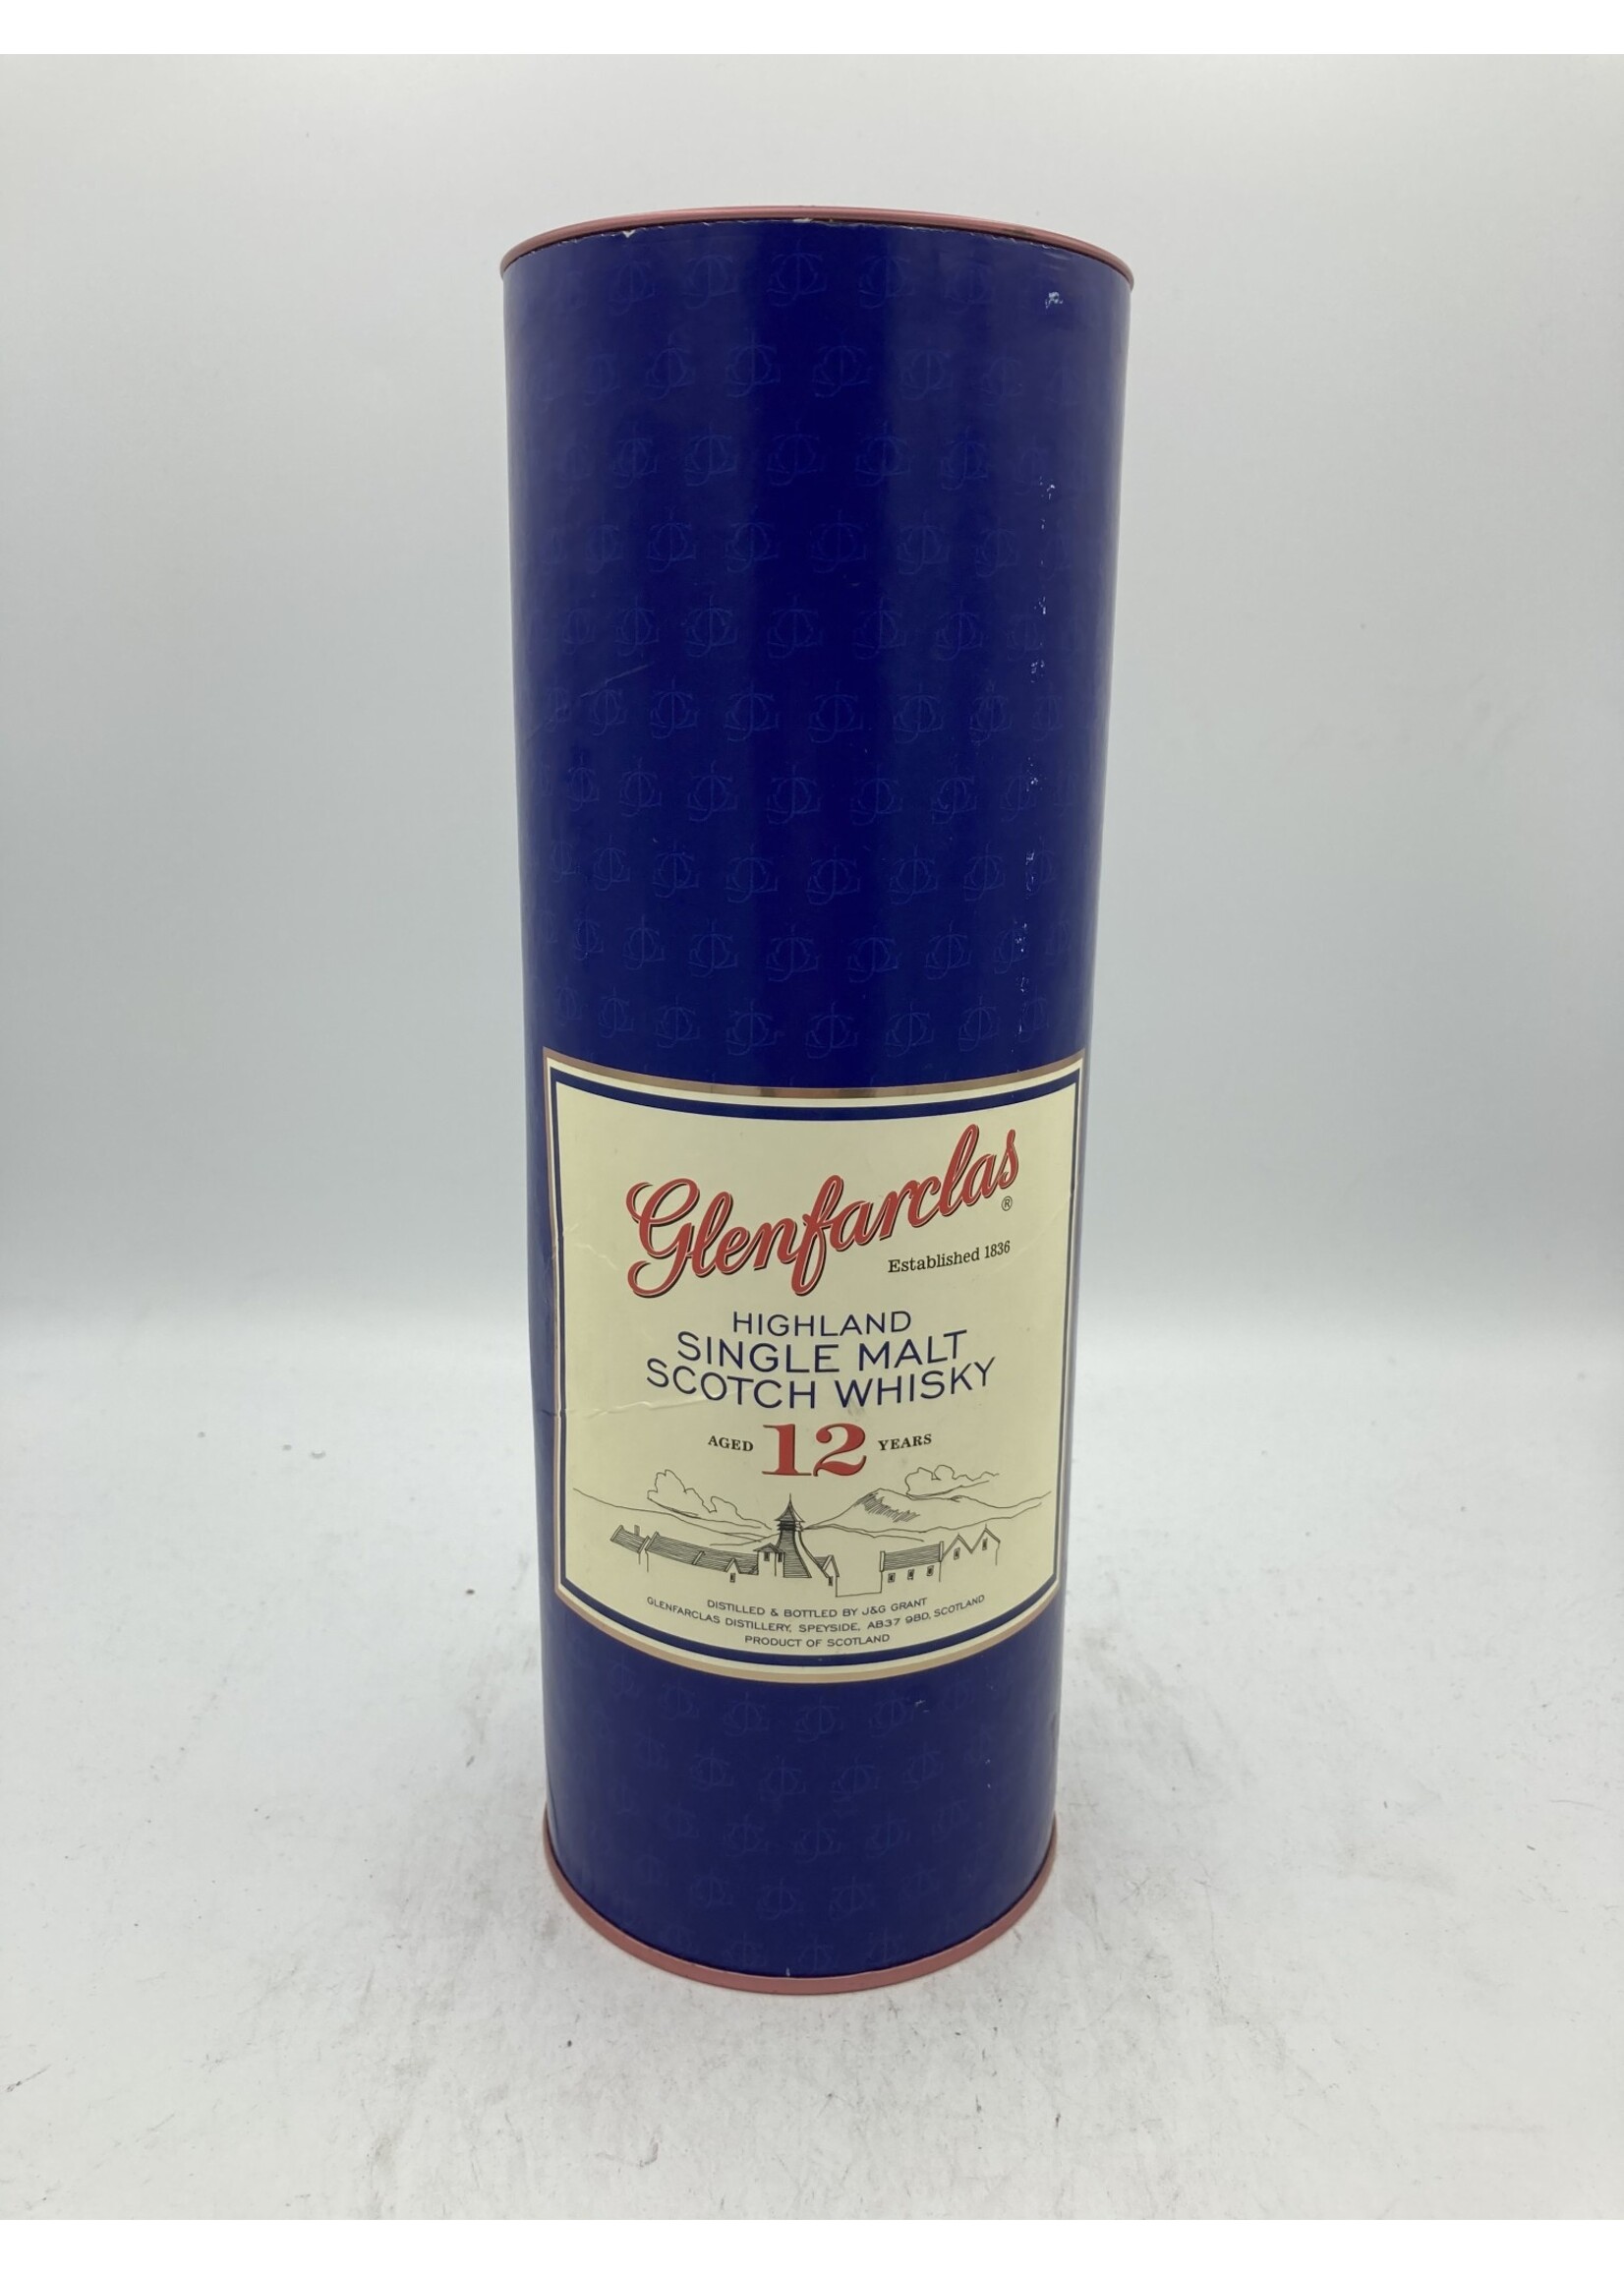 Glenfarclas®
Established 1836
HIGHLAND
SINGLE MALT
SCOTCH WHISKY
AGED 12 YEARS
DISTILLED & BOTTLED BY J&G GRANT
GLENFARCLAS DISTILLERY, SPEYSIDE, AB37 9BD, SCOTLAND
PRODUCT OF SCOTLAND